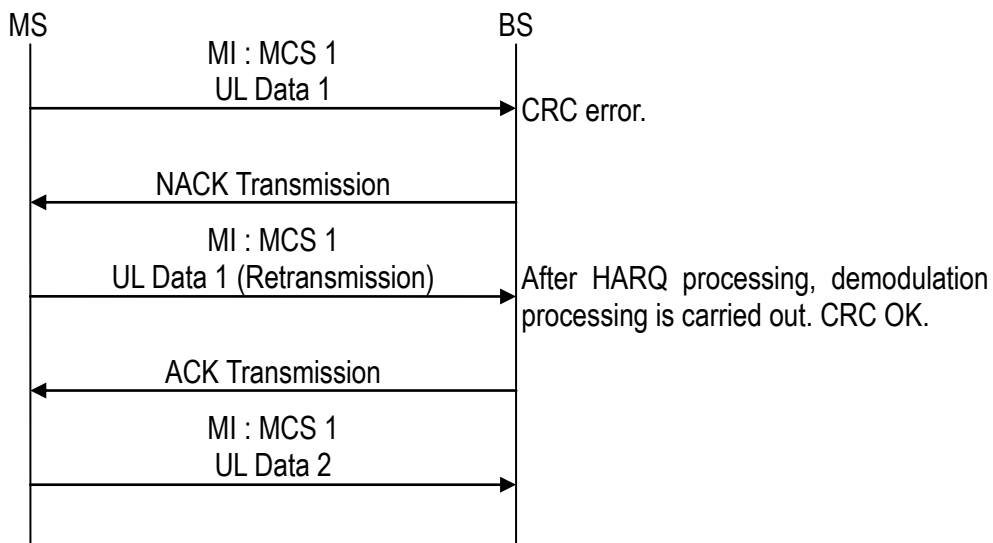 MS
BS
MI : MCS 1
UL Data 1
CRC error.
NACK Transmission
MI : MCS 1
UL Data 1 (Retransmission)
After HARQ processing, demodulation
processing is carried out. CRC OK.
ACK Transmission
MI : MCS 1
UL Data 2